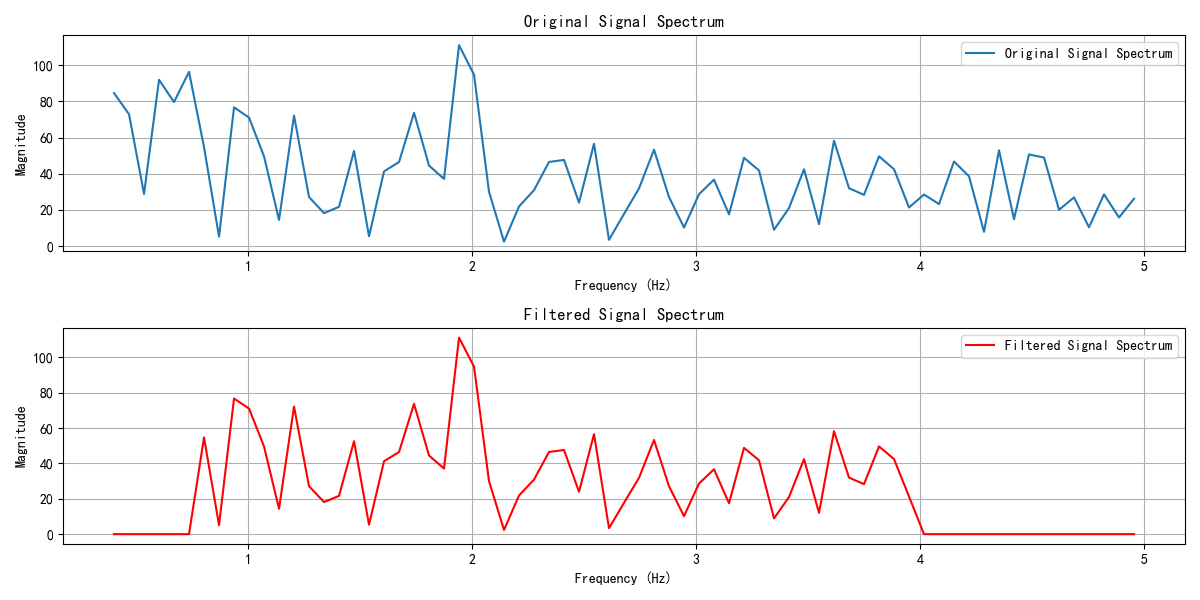 Original Signal Spectrum
Original Signal Spectrum
Magnitude
100
80
60
40
20
0
1 2 3 4 5
Frequency (Hz)
Filtered Signal Spectrum
Filtered Signal Spectrum
Magnitude
100
80
60
40
20
0
1 2 3 4 5
Frequency (Hz)